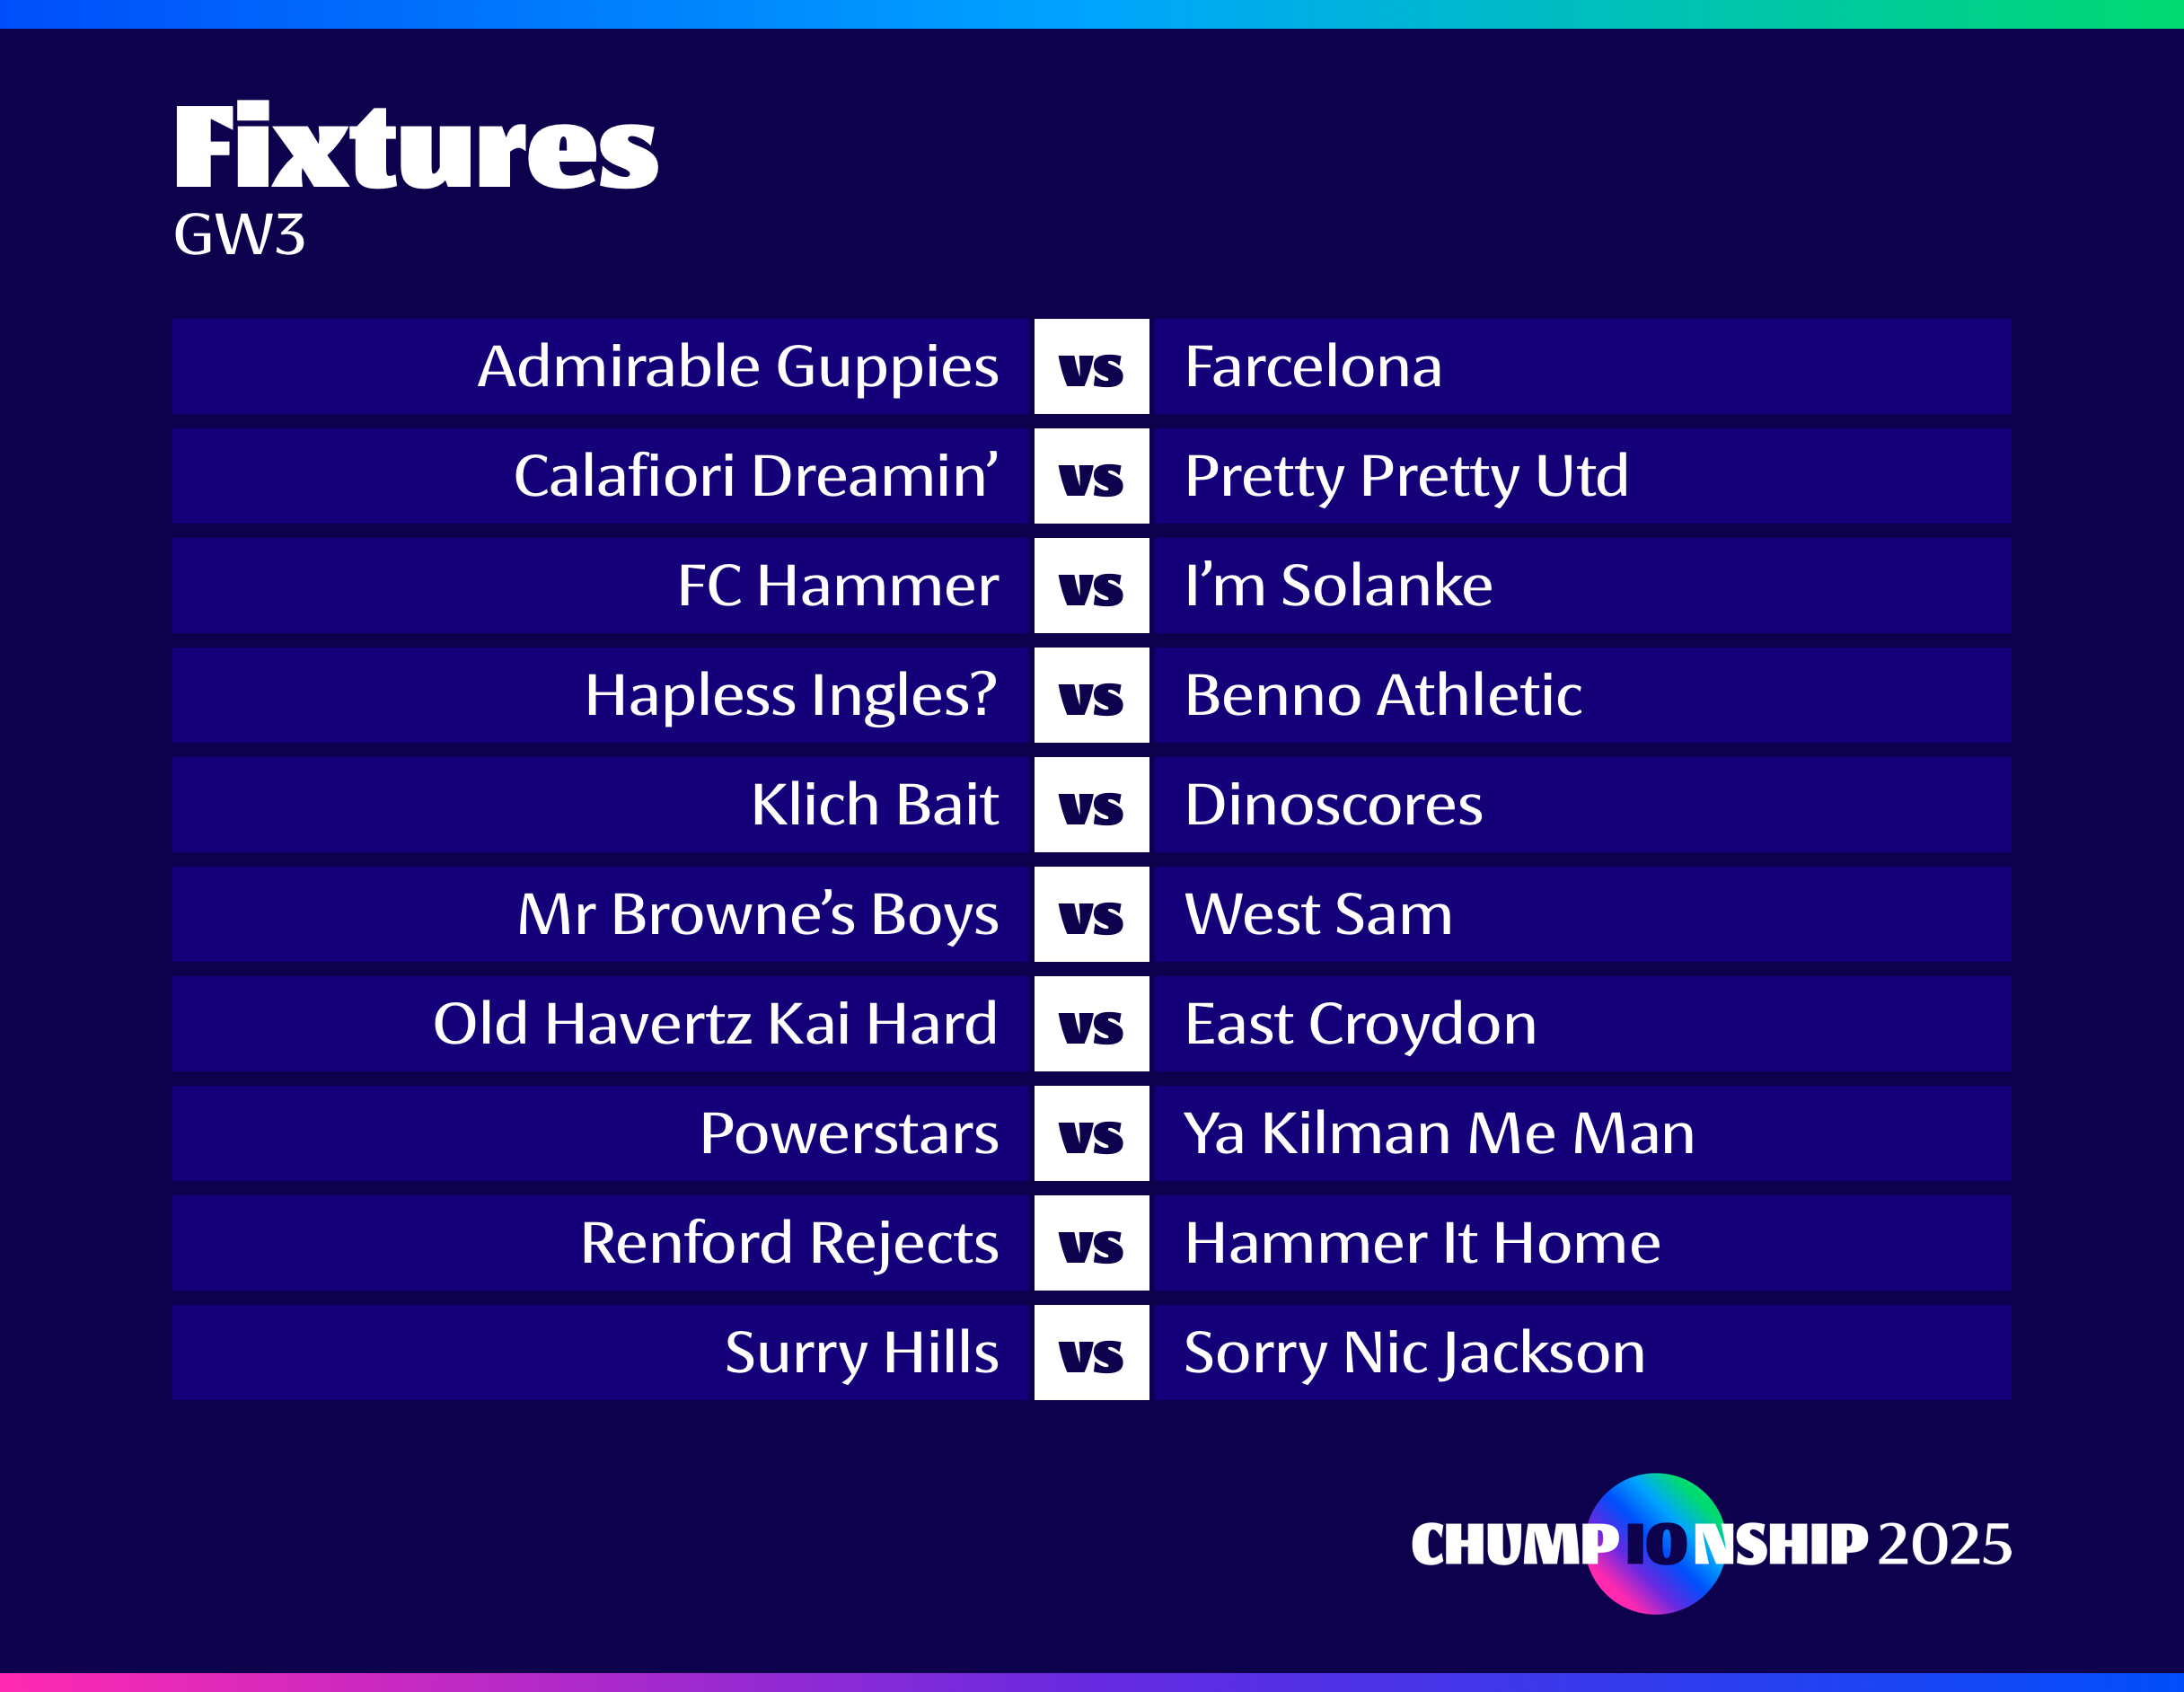 Fixtures
GW3
Admirable Guppies vs Farcelona
Calafiori Dreamin’ vs Pretty Pretty Utd
FC Hammer vs I’m Solanke
Hapless Ingles? vs Benno Athletic
Klich Bait vs Dinoscores
Mr Browne’s Boys vs West Sam
Old Havertz Kai Hard vs East Croydon
Powerstars vs Ya Kilman Me Man
Renford Rejects vs Hammer It Home
Surry Hills vs Sorry Nic Jackson
CHUMPIONSHIP 2025